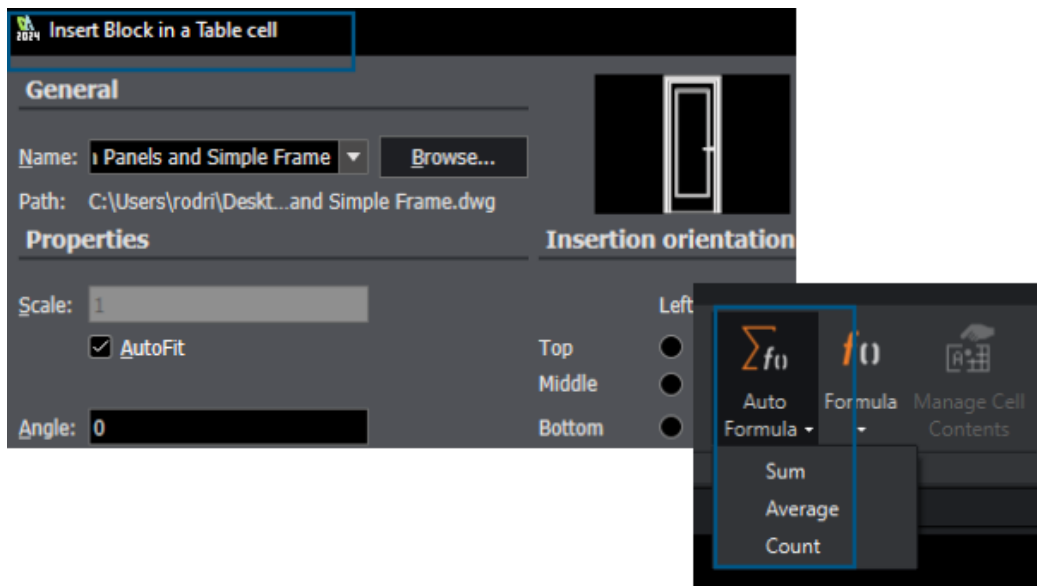 2024 Insert Block in a Table cell
General
Name: Panels and Simple Frame Browse...
Path: C:\Users\rodri\Deskt...and Simple Frame.dwg
Properties
Insertion orientation
Scale: 1
Left
AutoFit
Top
Middle
Angle: 0
Bottom
Σf() f()
Auto Formula Manage Cell
Formula Contents
Sum
Average
Count